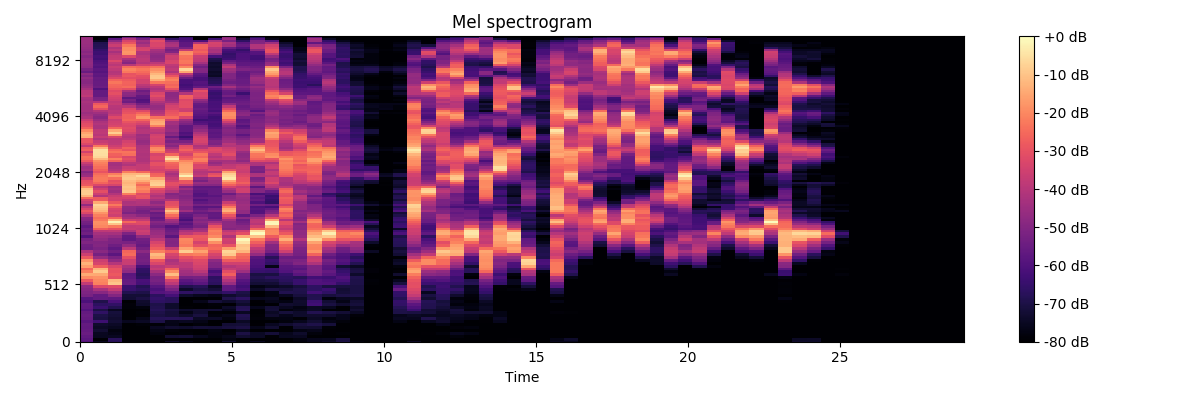 Mel spectrogram
8192
4096
2048
1024
512
0
Hz
0 5 10 15 20 25
Time
+0 dB
-10 dB
-20 dB
-30 dB
-40 dB
-50 dB
-60 dB
-70 dB
-80 dB